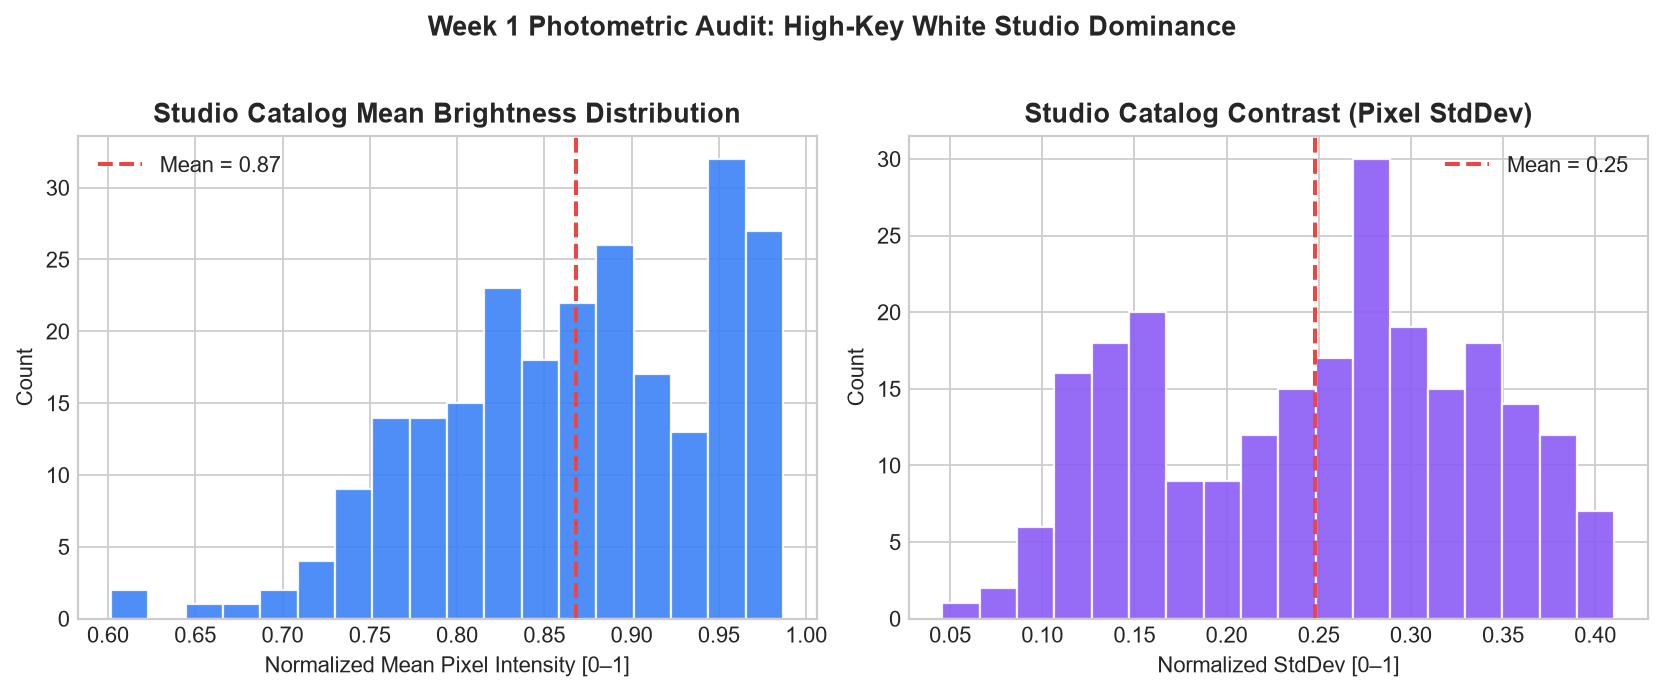 Week 1 Photometric Audit: High-Key White Studio Dominance
Studio Catalog Mean Brightness Distribution
Mean = 0.87
Count
30
25
20
15
10
5
0
0.60 0.65 0.70 0.75 0.80 0.85 0.90 0.95 1.00
Normalized Mean Pixel Intensity [0–1]
Studio Catalog Contrast (Pixel StdDev)
Mean = 0.25
Count
30
25
20
15
10
5
0
0.05 0.10 0.15 0.20 0.25 0.30 0.35 0.40
Normalized StdDev [0–1]